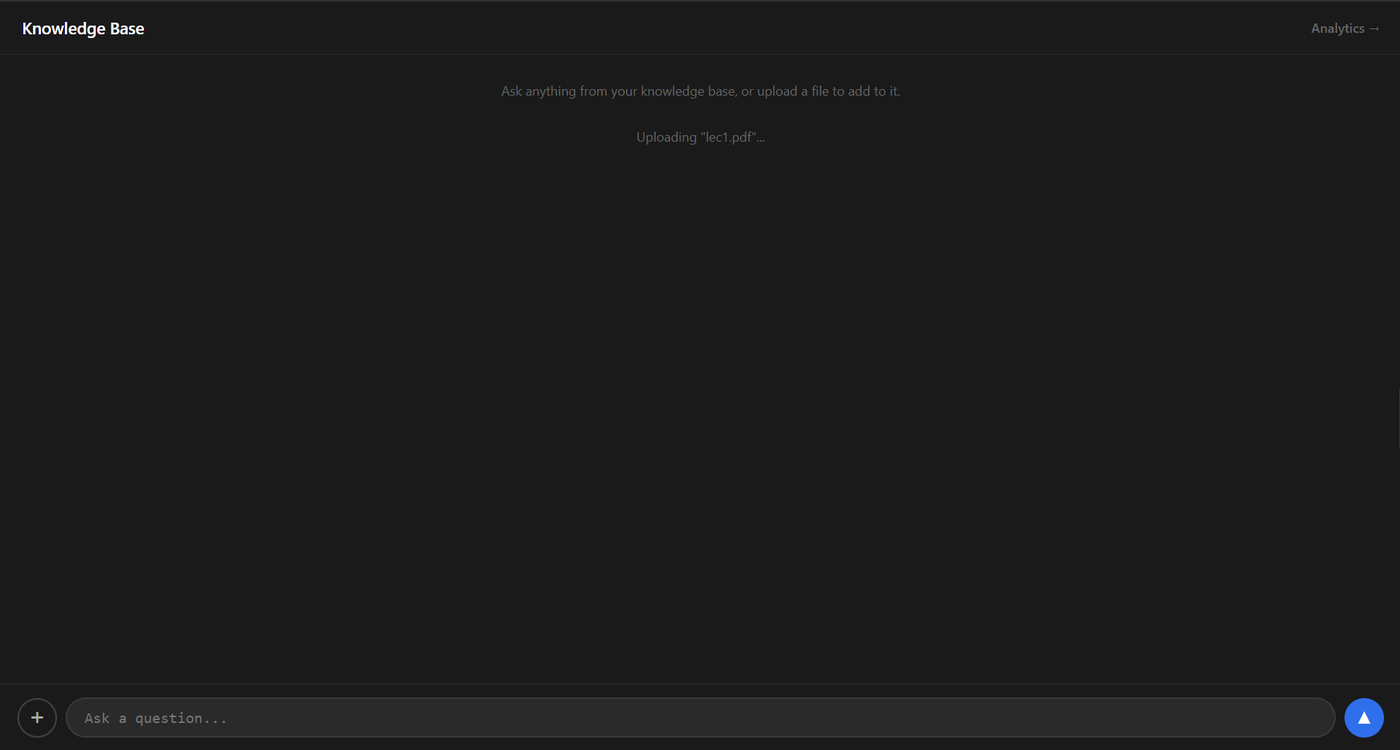 Knowledge Base
Analytics →
Ask anything from your knowledge base, or upload a file to add to it.
Uploading "lec1.pdf"...
+
Ask a question...
▲